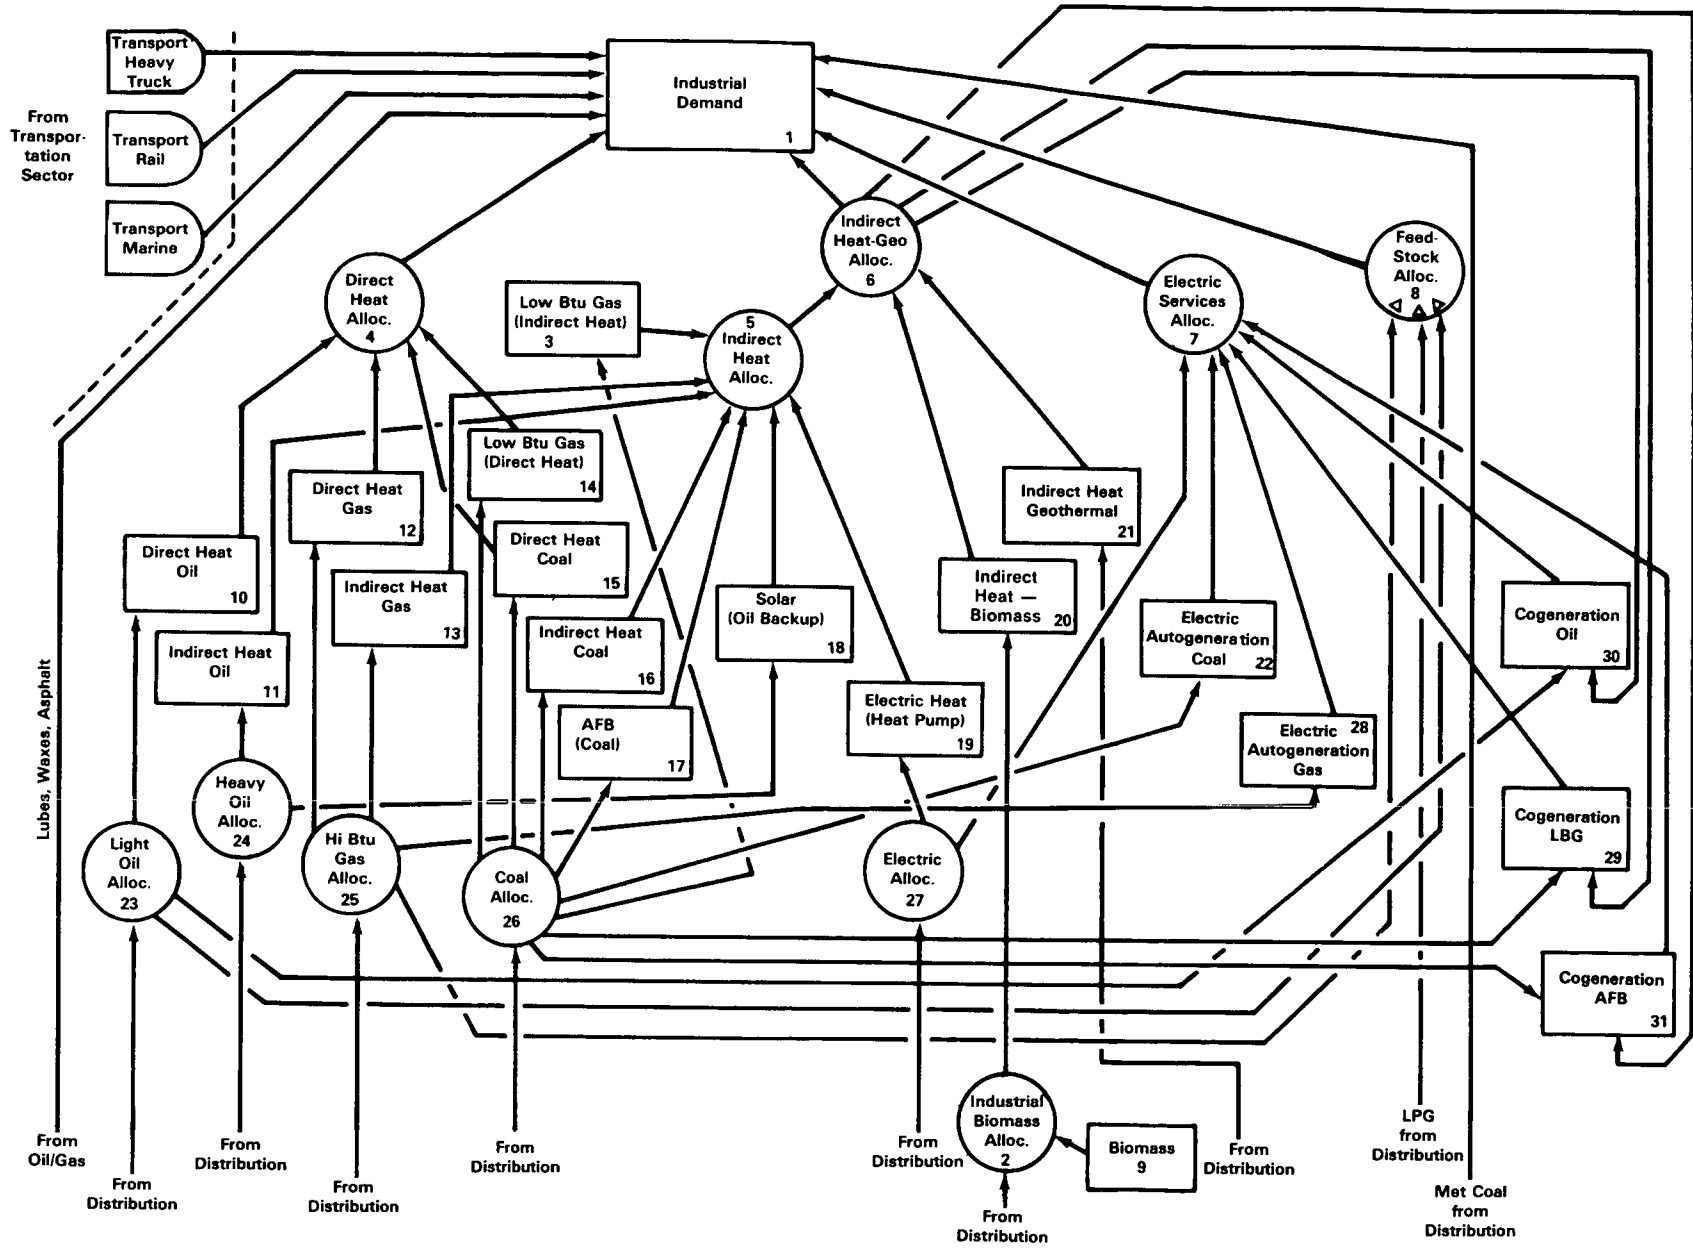 Transport
Heavy
Truck
From
Transpor-
tation
Sector
Transport
Rail
Transport
Marine
Industrial
Demand
1
Indirect
Heat-Geo
Alloc.
6
Feed-
Stock
Alloc.
8
Direct
Heat
Alloc.
4
Low Btu Gas
(Indirect Heat)
3
5
Indirect
Heat
Alloc.
Electric
Services
Alloc.
7
Low Btu Gas
(Direct Heat)
14
Direct Heat
Gas
12
Indirect Heat
Geothermal
21
Direct Heat
Oil
10
Direct Heat
Coal
15
Indirect Heat
Gas
13
Solar
(Oil Backup)
18
Indirect
Heat —
Biomass
20
Electric
Autogeneration
Coal
22
Cogeneration
Oil
30
Indirect Heat
Oil
11
Indirect Heat
Coal
16
AFB
(Coal)
17
Electric Heat
(Heat Pump)
19
28
Electric
Autogeneration
Gas
Lubes, Waxes, Asphalt
Heavy
Oil
Alloc.
24
Light
Oil
Alloc.
23
Hi Btu
Gas
Alloc.
25
Coal
Alloc.
26
Electric
Alloc.
27
Cogeneration
LBG
29
Cogeneration
AFB
31
Industrial
Biomass
Alloc.
2
Biomass
9
From
Oil/Gas
From
Distribution
From
Distribution
From
Distribution
From
Distribution
From
Distribution
From
Distribution
From
Distribution
LPG
from
Distribution
Met Coal
from
Distribution